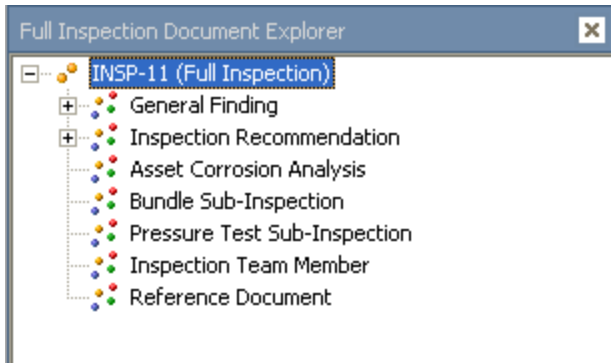 Full Inspection Document Explorer
INSP-11 (Full Inspection)
General Finding
Inspection Recommendation
Asset Corrosion Analysis
Bundle Sub-Inspection
Pressure Test Sub-Inspection
Inspection Team Member
Reference Document